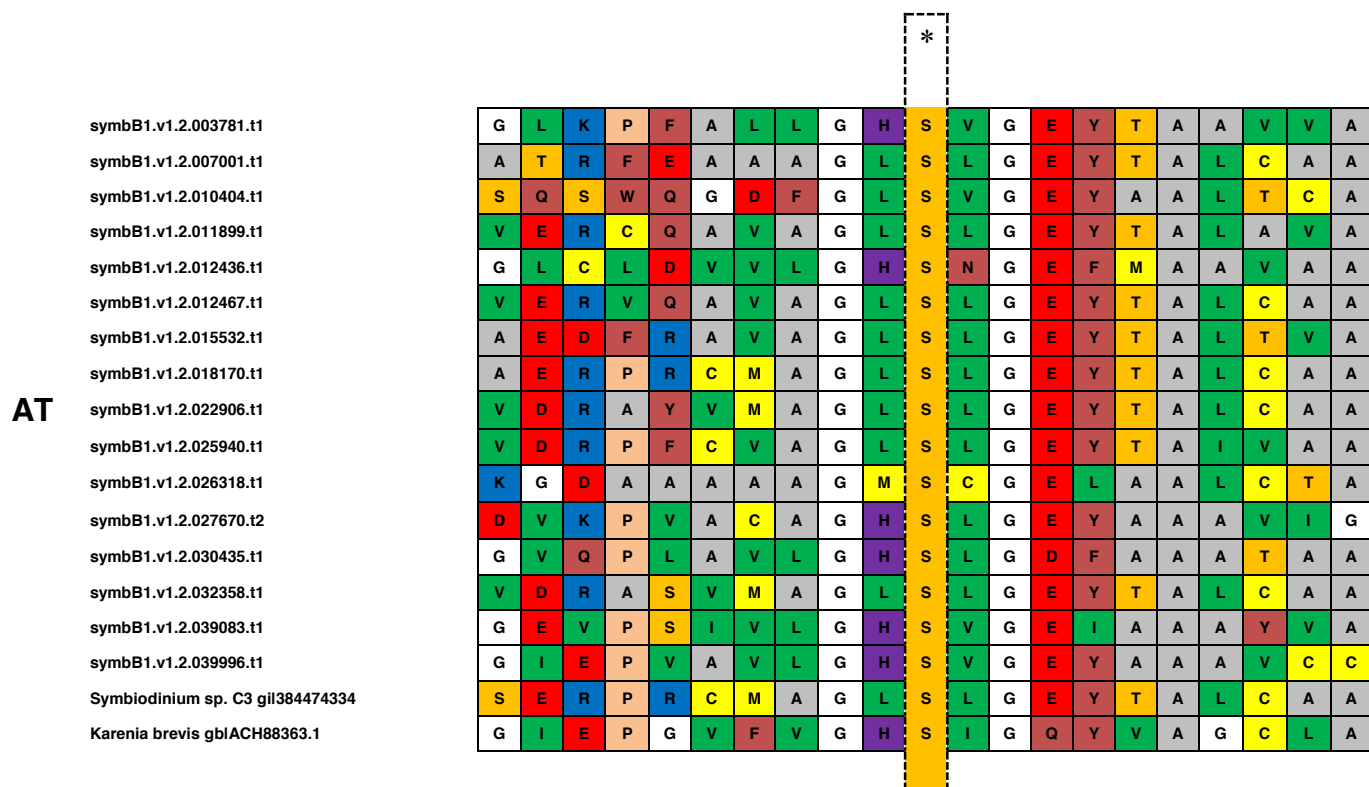 *
symbB1.v1.2.003781.t1 G L K P F A L L G H S V G E Y T A A V V A
symbB1.v1.2.007001.t1 A T R F E A A A G L S L G E Y T A L C A A
symbB1.v1.2.010404.t1 S Q S W Q G D F G L S V G E Y A A L T C A
symbB1.v1.2.011899.t1 V E R C Q A V A G L S L G E Y T A L A V A
symbB1.v1.2.012436.t1 G L C L D V V L G H S N G E F M A A V A A
symbB1.v1.2.012467.t1 V E R V Q A V A G L S L G E Y T A L C A A
symbB1.v1.2.015532.t1 A E D F R A V A G L S L G E Y T A L T V A
symbB1.v1.2.018170.t1 A E R P R C M A G L S L G E Y T A L C A A
AT
symbB1.v1.2.022906.t1 V D R A Y V M A G L S L G E Y T A L C A A
symbB1.v1.2.025940.t1 V D R P F C V A G L S L G E Y T A I V A A
symbB1.v1.2.026318.t1 K G D A A A A A G M S C G E L A A L C T A
symbB1.v1.2.027670.t2 D V K P V A C A G H S L G E Y A A A V I G
symbB1.v1.2.030435.t1 G V Q P L A V L G H S L G D F A A A T A A
symbB1.v1.2.032358.t1 V D R A S V M A G L S L G E Y T A L C A A
symbB1.v1.2.039083.t1 G E V P S I V L G H S V G E I A A A Y V A
symbB1.v1.2.039996.t1 G I E P V A V L G H S V G E Y A A A V C C
Symbiodinium sp. C3 gil384474334 S E R P R C M A G L S L G E Y T A L C A A
Karenia brevis gblACH88363.1 G I E P G V F V G H S I G Q Y V A G C L A